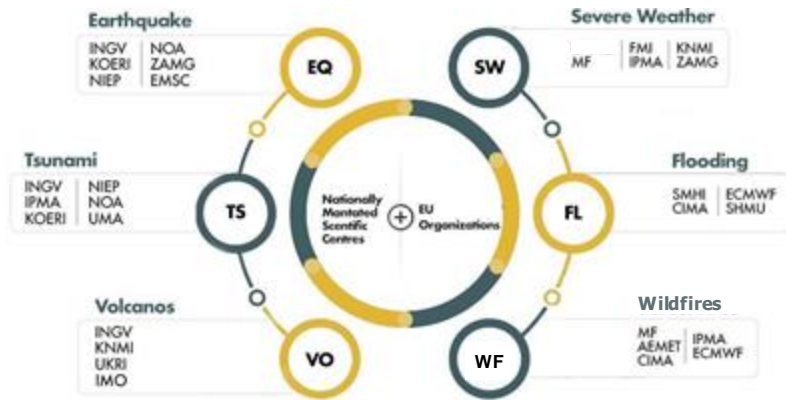 Earthquake
INGV NOA
KOERI ZAMG
NIEP EMSC
EQ
Severe Weather
FMI KNMI
MF IPMA ZAMG
SW
Tsunami
INGV NIEP
IPMA NOA
KOERI UMA
TS
Nationally
Mantated
Scentific
Centres
+
EU
Organizations
Flooding
SMHI ECMWF
CIMA SHMU
FL
Volcanos
INGV
KNMI
UKRI
IMO
VO
Wildfires
MF
AEMET IPMA
CIMA ECMWF
WF